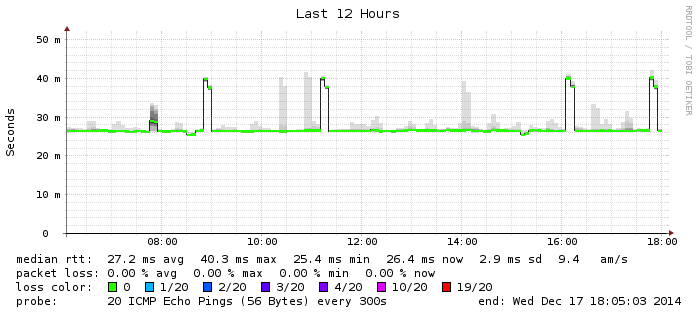 Last 12 Hours
RRDTOOL / TOBI OETIKER
Seconds
50 m
40 m
30 m
20 m
10 m
0
08:00 10:00 12:00 14:00 16:00 18:00
median rtt: 27.2 ms avg 40.3 ms max 25.4 ms min 26.4 ms now 2.9 ms sd 9.4 am/s
packet loss: 0.00 % avg 0.00 % max 0.00 % min 0.00 % now
loss color: 0 1/20 2/20 3/20 4/20 10/20 19/20
probe: 20 ICMP Echo Pings (56 Bytes) every 300s end: Wed Dec 17 18:05:03 2014